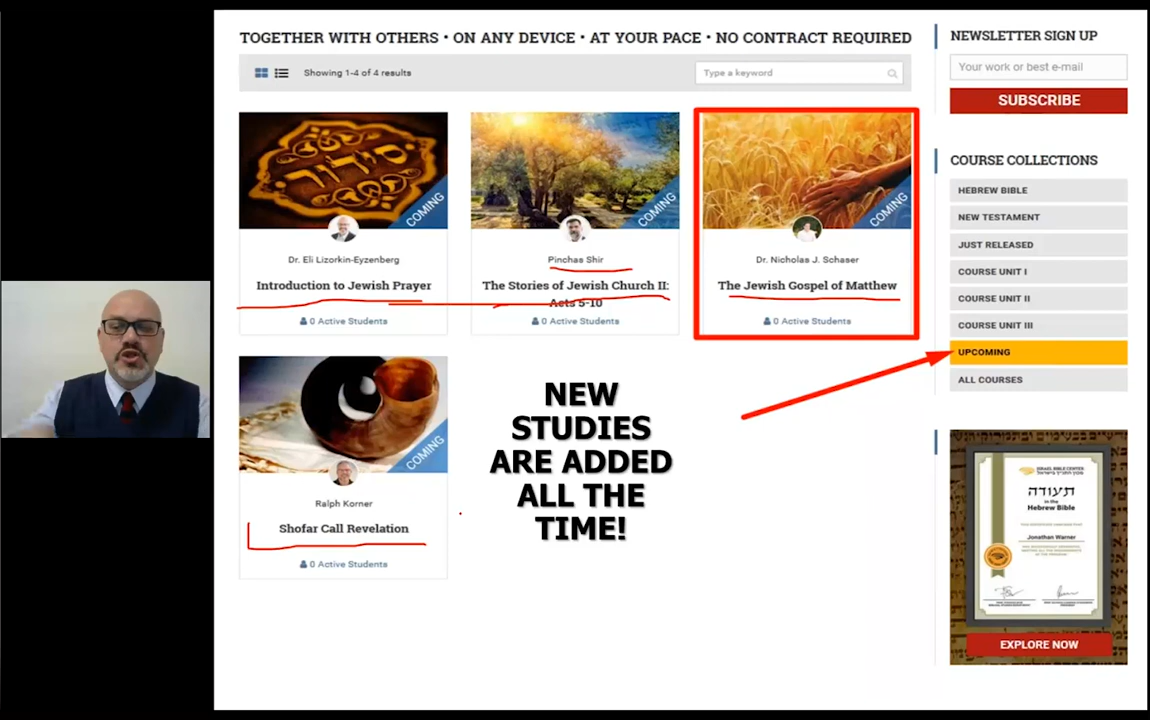 TOGETHER WITH OTHERS • ON ANY DEVICE • AT YOUR PACE • NO CONTRACT REQUIRED
Showing 1-4 of 4 results
Type a keyword
סידור
COMING
Dr. Eli Lizorkin-Eyzenberg
Introduction to Jewish Prayer
0 Active Students
COMING
Pinchas Shir
The Stories of Jewish Church II:
Acts 5-10
0 Active Students
COMING
Dr. Nicholas J. Schaser
The Jewish Gospel of Matthew
0 Active Students
COMING
Ralph Korner
Shofar Call Revelation
0 Active Students
NEW
STUDIES
ARE ADDED
ALL THE
TIME!
NEWSLETTER SIGN UP
Your work or best e-mail
SUBSCRIBE
COURSE COLLECTIONS
HEBREW BIBLE
NEW TESTAMENT
JUST RELEASED
COURSE UNIT I
COURSE UNIT II
COURSE UNIT III
UPCOMING
ALL COURSES
ISRAEL BIBLE CENTER
תעודה
in the
Hebrew Bible
Jonathan Warner
EXPLORE NOW